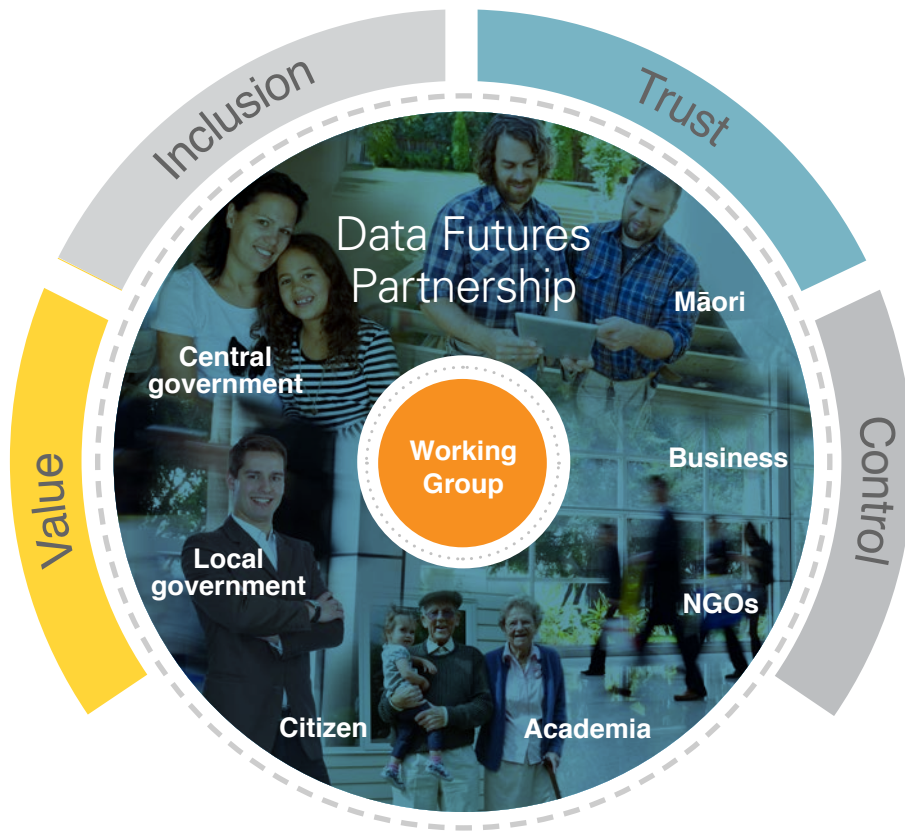 Inclusion
Trust
Data Futures
Partnership
Māori
Central
government
Working
Group
Business
Value
Control
Local
government
NGOs
Citizen
Academia